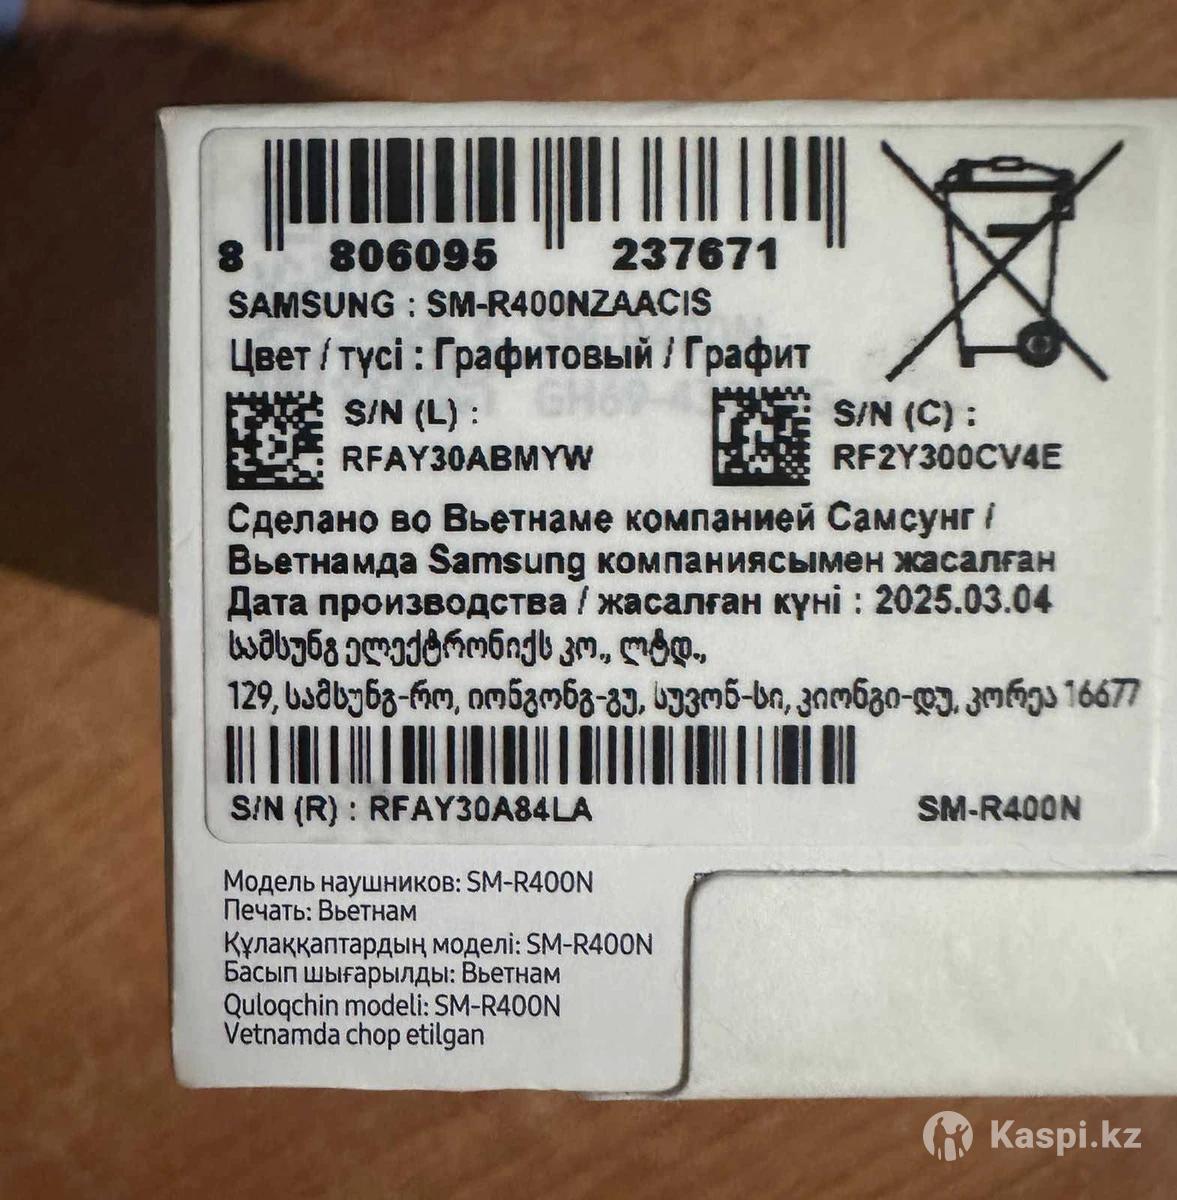 8 806095 237671
SAMSUNG : SM-R400NZAACIS
Цвет / түсі : Графитовый / Графит
S/N (L) :
RFAY30ABMYW
S/N (C) :
RF2Y300CV4E
Сделано во Вьетнаме компанией Самсунг /
Вьетнамда Samsung компаниясымен жасалған
Дата производства / жасалған күні : 2025.03.04
სამსუნგ ელექტრონიქს კო., ლტდ.,
129, სამსუნგ-რო, იონგონგ-გუ, სუვონ-სი, კიონგი-დუ, კორეა 16677
S/N (R) : RFAY30A84LA
SM-R400N
Модель наушников: SM-R400N
Печать: Вьетнам
Құлаққаптардың моделі: SM-R400N
Басып шығарылды: Вьетнам
Quloqchin modeli: SM-R400N
Vetnamda chop etilgan
Kaspi.kz